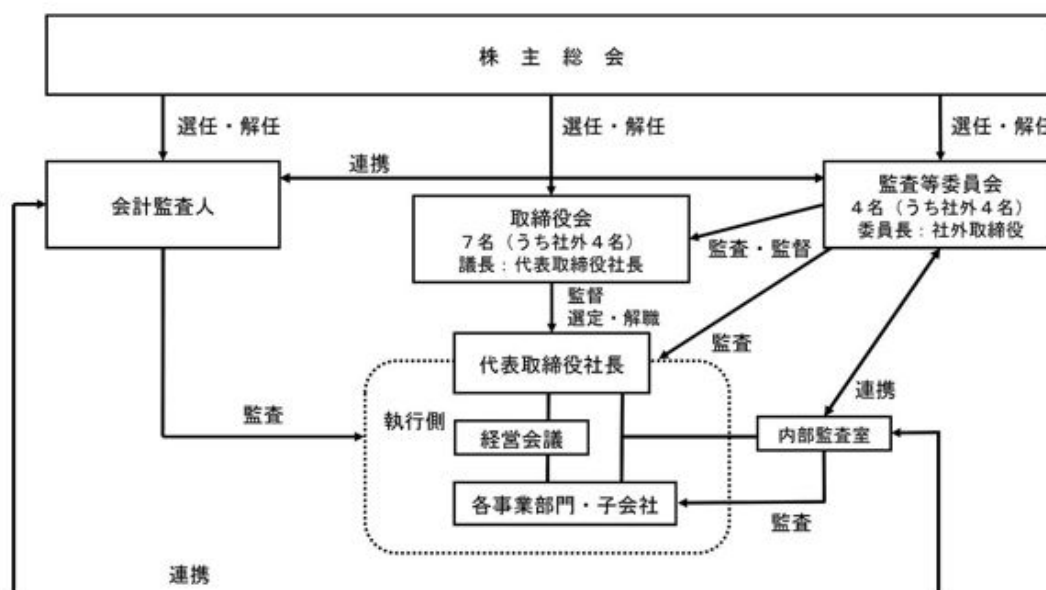 株 主 総 会
選任・解任
選任・解任
選任・解任
連携
会計監査人
監査等委員会
4名（うち社外4名）
委員長：社外取締役
取締役会
7名（うち社外4名）
議長：代表取締役社長
監査・監督
監督
選定・解職
監査
代表取締役社長
連携
監査
執行側
経営会議
内部監査室
各事業部門・子会社
監査
連携